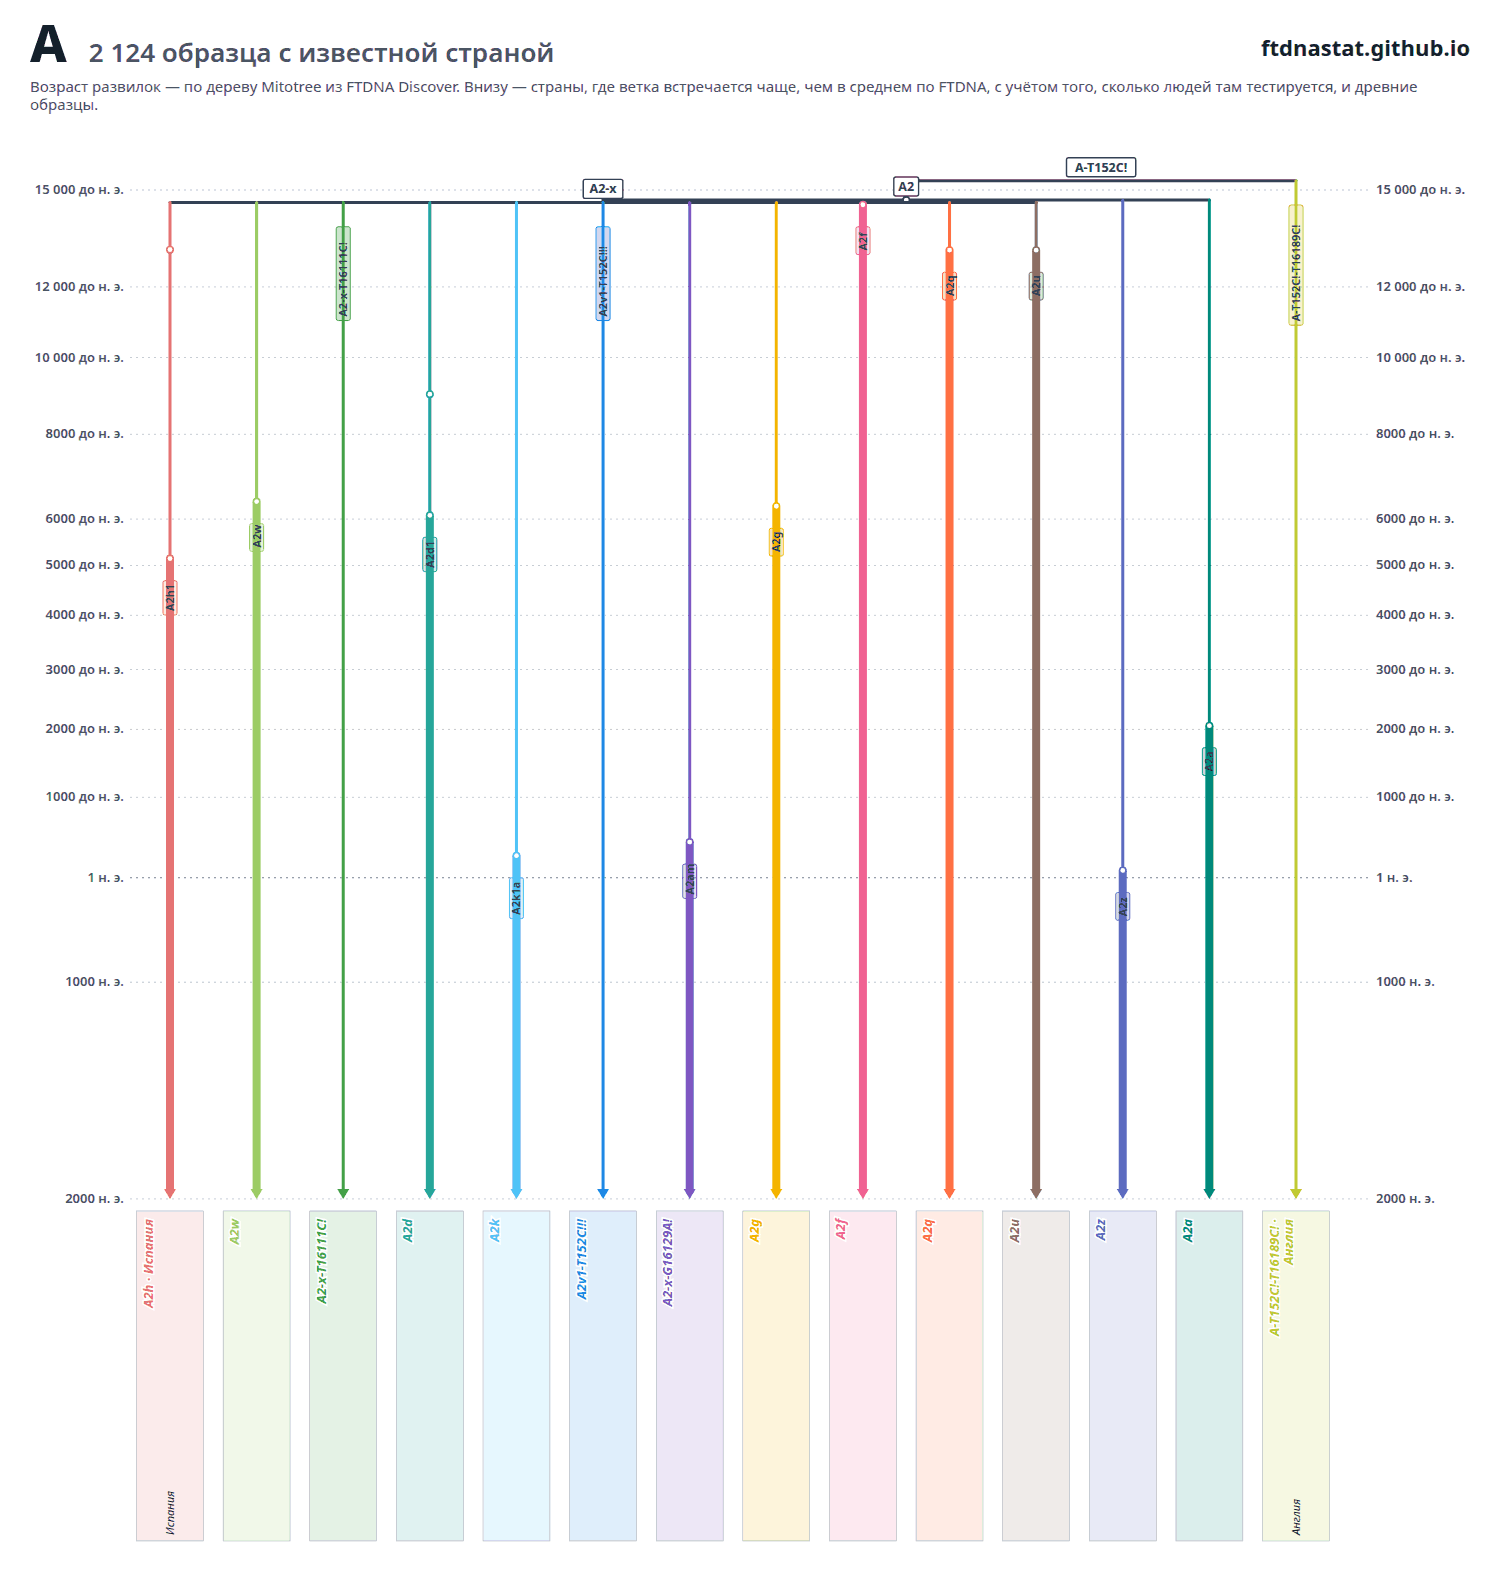 A 2 124 образца с известной страной
ftdnastat.github.io
Возраст развилок — по дереву Mitotree из FTDNA Discover. Внизу — страны, где ветка встречается чаще, чем в среднем по FTDNA, с учётом того, сколько людей там тестируется, и древние
образцы.
A-T152C!
A2-x
A2
15 000 до н. э.
15 000 до н. э.
12 000 до н. э.
12 000 до н. э.
10 000 до н. э.
10 000 до н. э.
8000 до н. э.
8000 до н. э.
6000 до н. э.
6000 до н. э.
5000 до н. э.
5000 до н. э.
4000 до н. э.
4000 до н. э.
3000 до н. э.
3000 до н. э.
2000 до н. э.
2000 до н. э.
1000 до н. э.
1000 до н. э.
1 н. э.
1 н. э.
1000 н. э.
1000 н. э.
2000 н. э.
2000 н. э.
A2h1
A2w
A2-x-T16111C!
A2d1
A2k1a
A2v1-T152C!!!
A2am
A2g
A2f
A2q
A2u
A2z
A2a
A-T152C!-T16189C!
A2h · Испания
A2w
A2-x-T16111C!
A2d
A2k
A2v1-T152C!!!
A2-x-G16129A!
A2g
A2f
A2q
A2u
A2z
A2a
A-T152C!-T16189C! ·
Англия
Испания
Англия